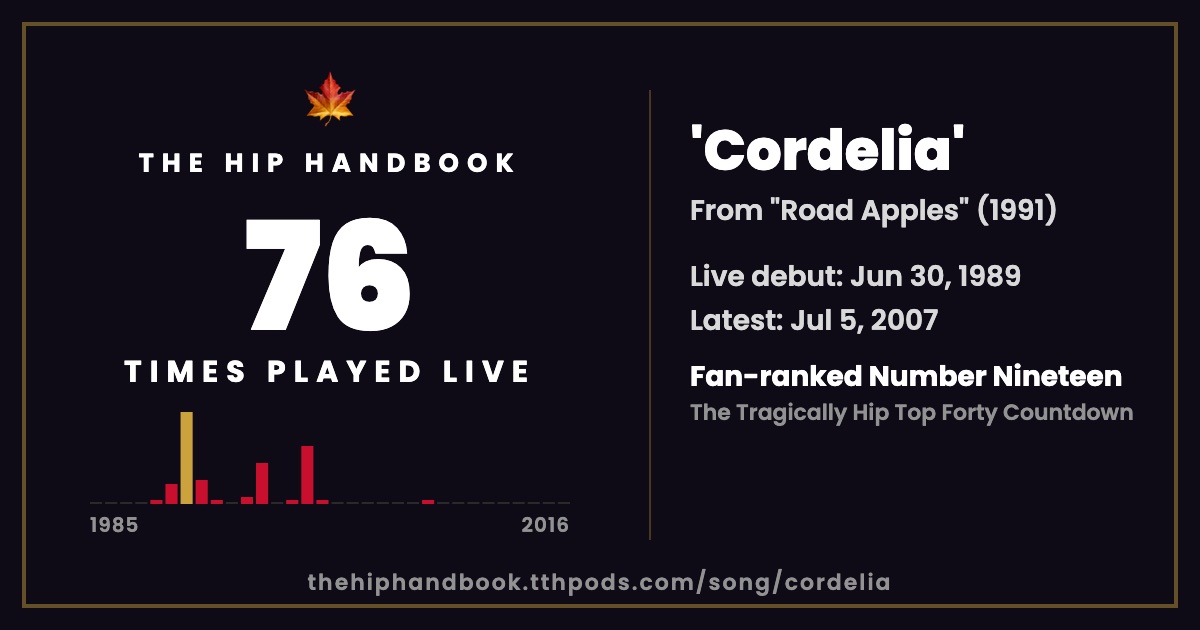 THE HIP HANDBOOK
76
TIMES PLAYED LIVE
1985
2016
'Cordelia'
From "Road Apples" (1991)
Live debut: Jun 30, 1989
Latest: Jul 5, 2007
Fan-ranked Number Nineteen
The Tragically Hip Top Forty Countdown
thehiphandbook.tthpods.com/song/cordelia